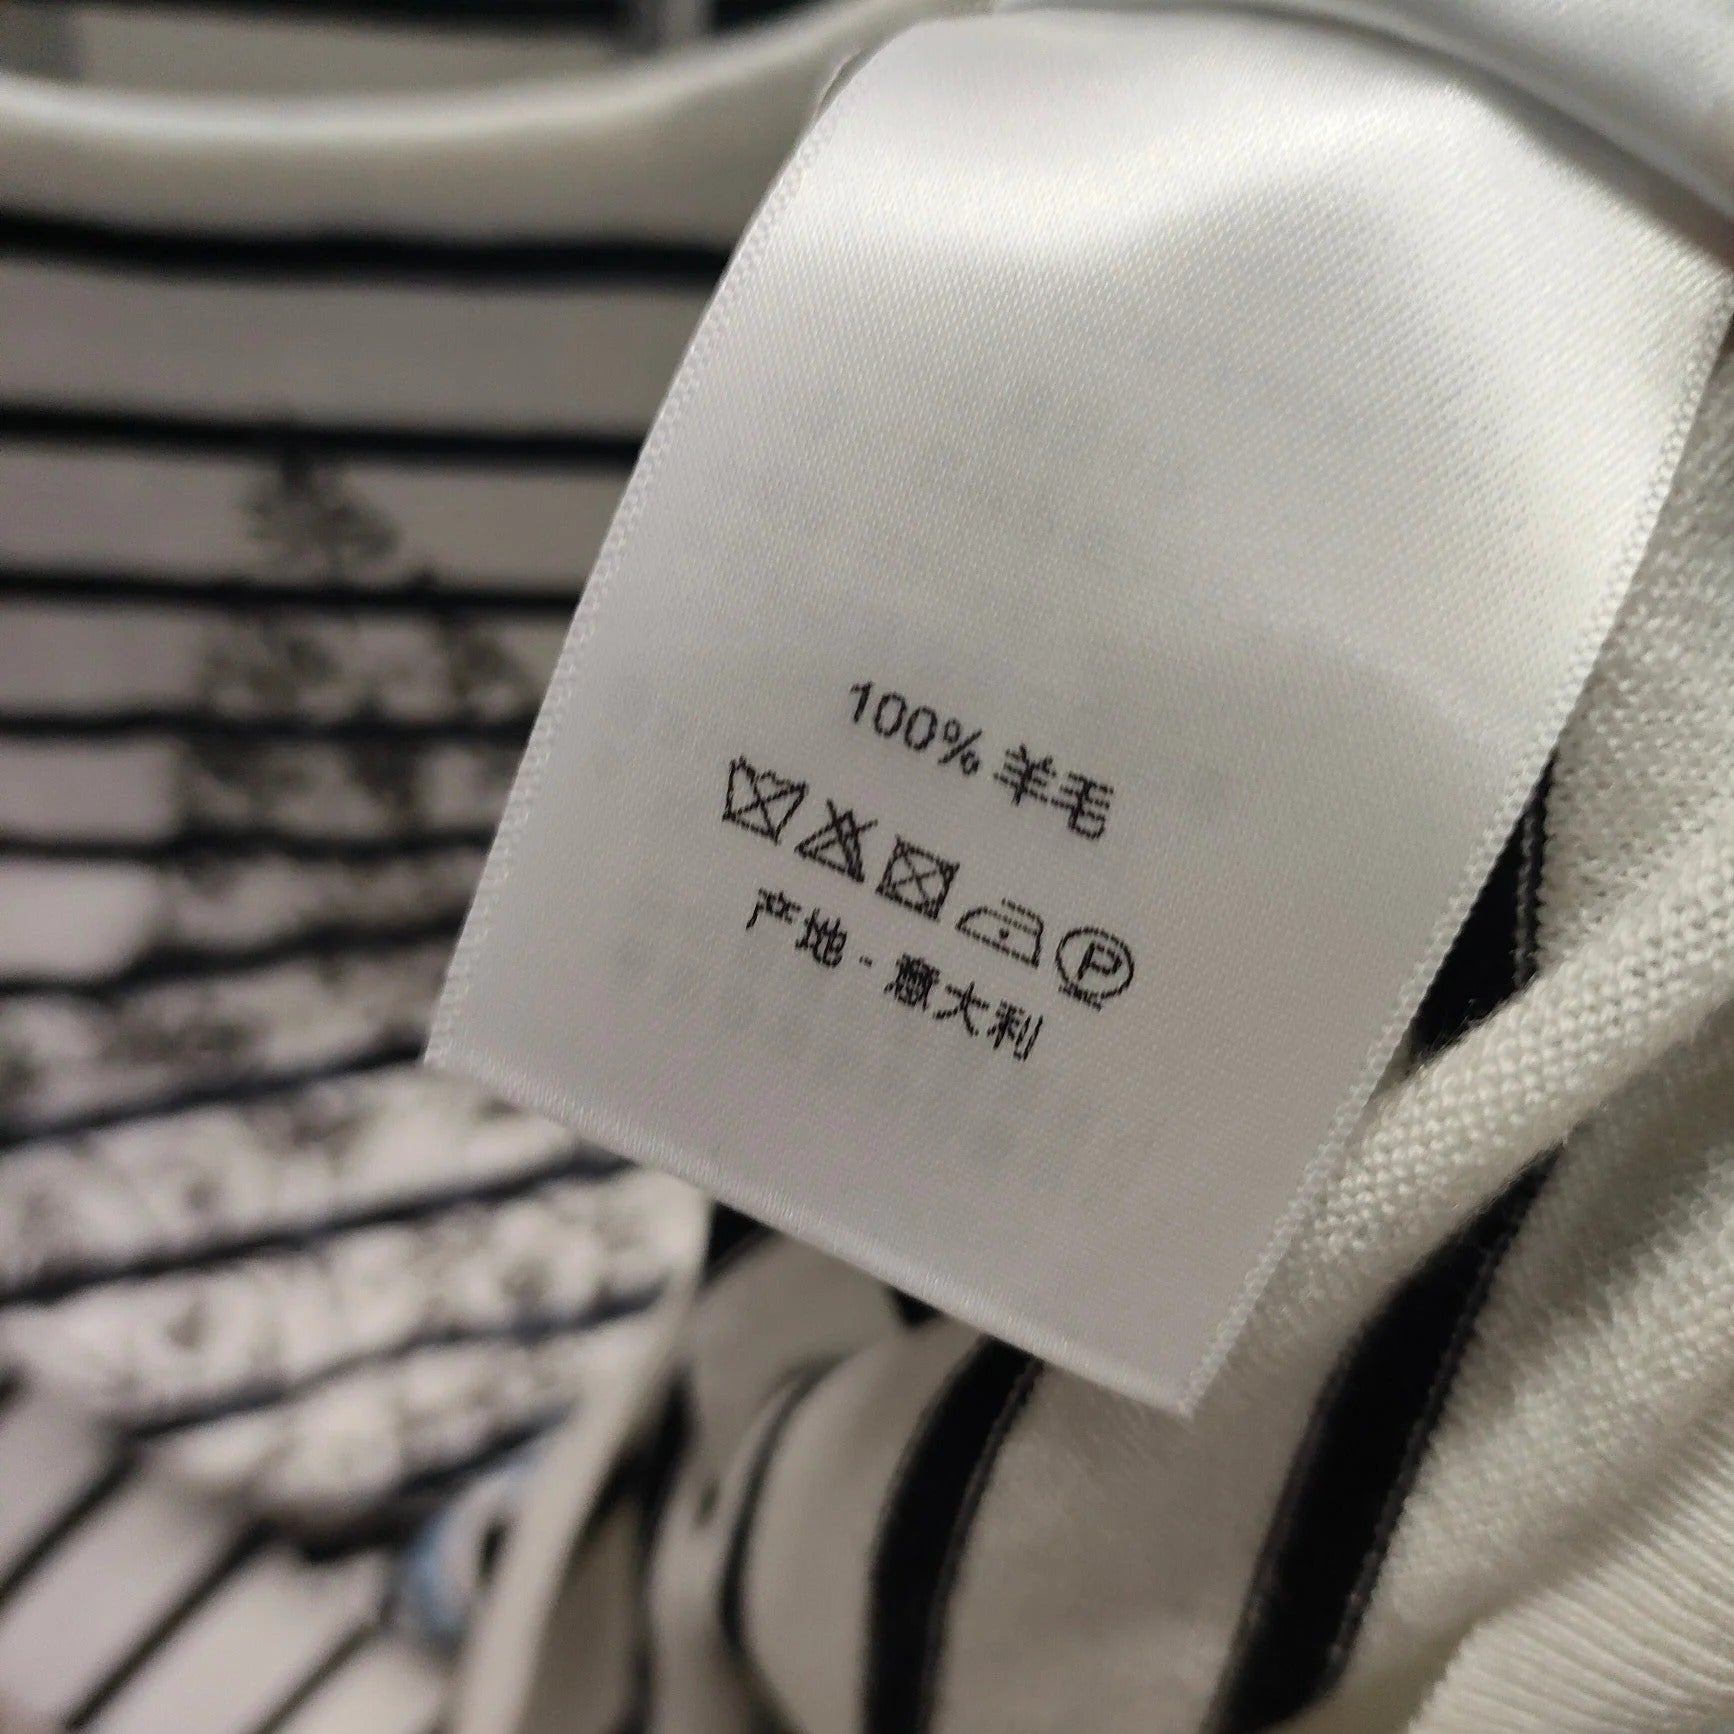 100% 羊毛
P
产地 - 意大利